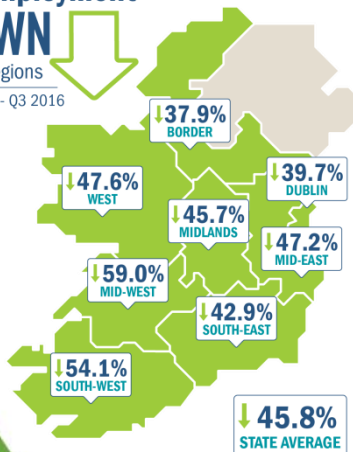 WN
- Q3 2016
↓37.9%
BORDER
↓39.7%
DUBLIN
↓47.6%
WEST
↓45.7%
MIDLANDS
↓47.2%
MID-EAST
↓59.0%
MID-WEST
↓42.9%
SOUTH-EAST
↓54.1%
SOUTH-WEST
↓45.8%
STATE AVERAGE